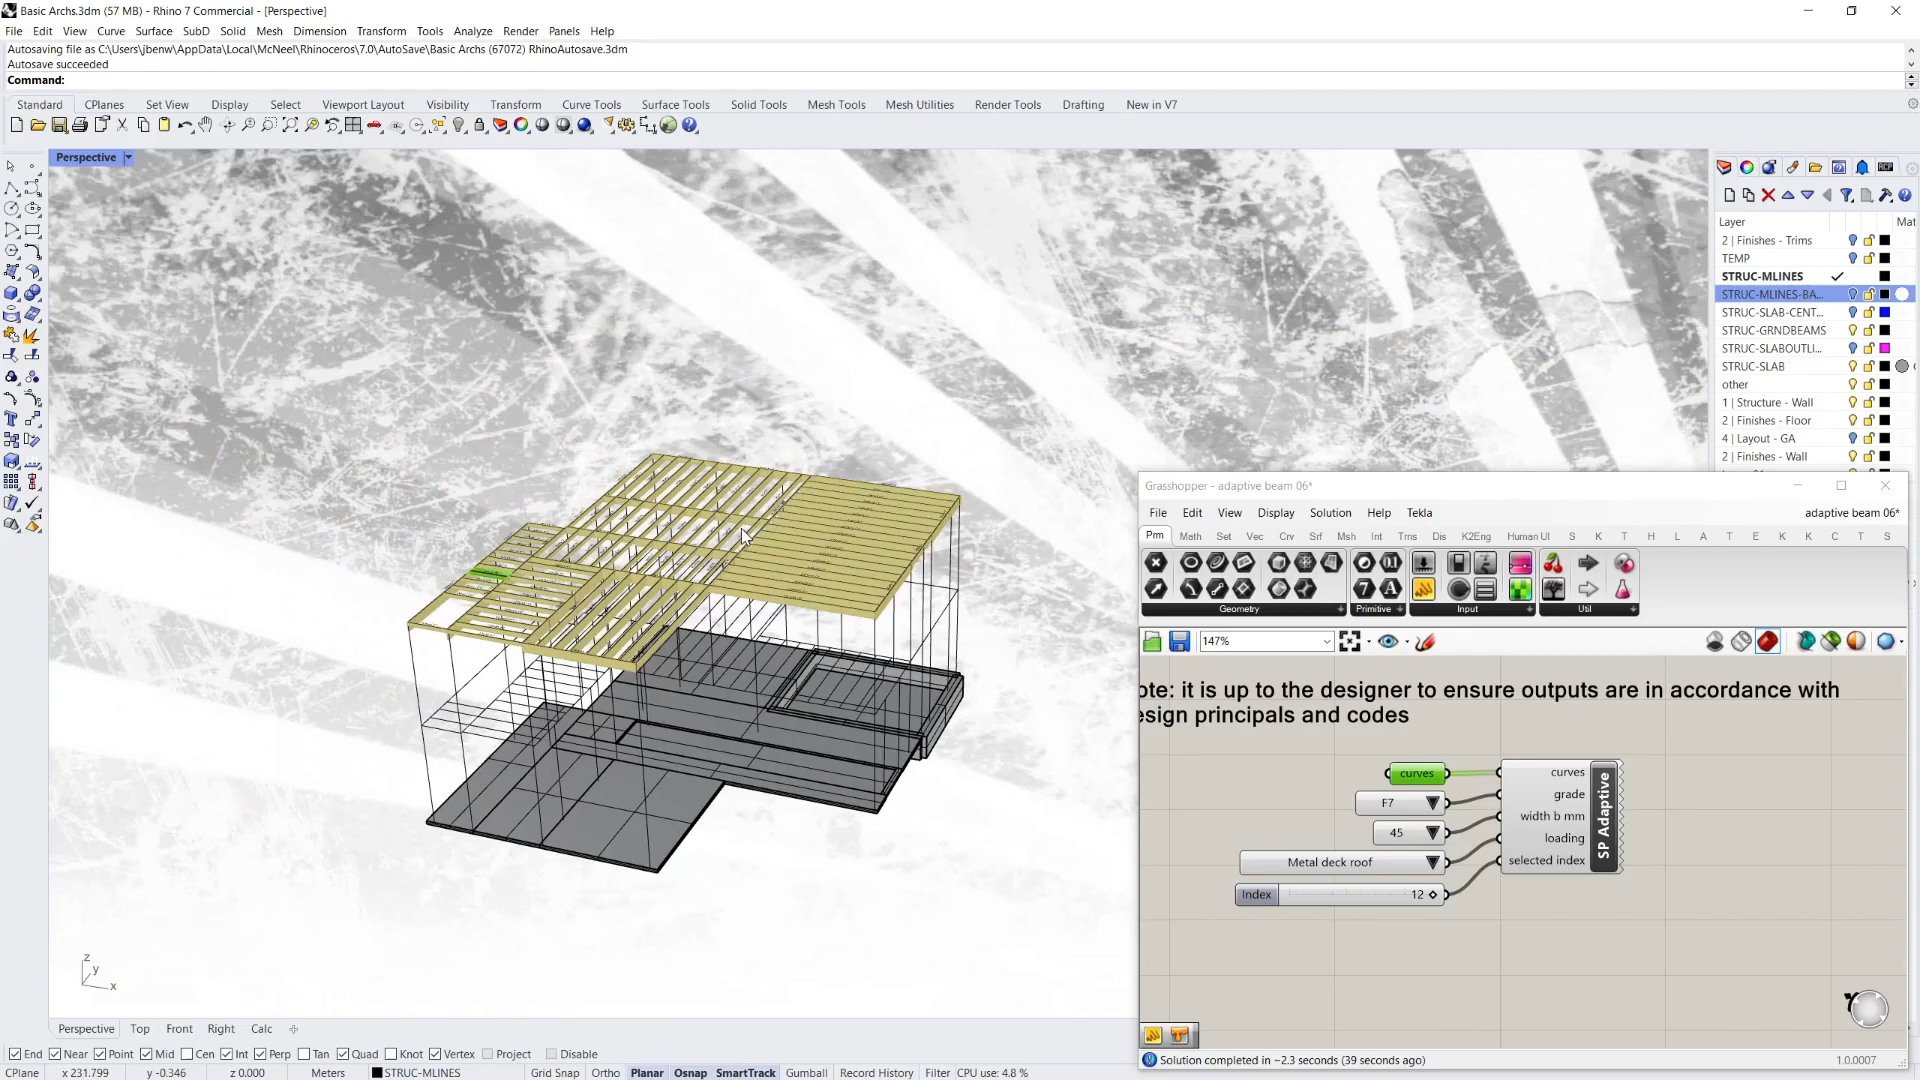 Basic Archs.3dm (57 MB) - Rhino 7 Commercial - [Perspective]
File Edit View Curve Surface SubD Solid Mesh Dimension Transform Tools Analyze Render Panels Help
Autosaving file as C:\Users\jbenw\AppData\Local\McNeel\Rhinoceros\7.0\AutoSave\Basic Archs (67072) RhinoAutosave.3dm
Autosave succeeded
Command:
Standard CPlanes Set View Display Select Viewport Layout Visibility Transform Curve Tools Surface Tools Solid Tools Mesh Tools Mesh Utilities Render Tools Drafting New in V7
Perspective
Layer Mat
2 | Finishes - Trims
TEMP
STRUC-MLINES
STRUC-MLINES-BA...
STRUC-SLAB-CENT...
STRUC-GRNDBEAMS
STRUC-SLABOUTLI...
STRUC-SLAB
other
1 | Structure - Wall
2 | Finishes - Floor
4 | Layout - GA
2 | Finishes - Wall
Grasshopper - adaptive beam 06*
File Edit View Display Solution Help Tekla adaptive beam 06*
Prm Math Set Vec Crv Srf Msh Int Trns Dis K2Eng Human UI S K T H L A T E K K C T S
Geometry Primitive Input Util
147%
ote: it is up to the designer to ensure outputs are in accordance with
esign principals and codes
curves curves
F7 grade
45 width b mm
Metal deck roof loading
Index 12 selected index
SP Adaptive
z
y
x
Perspective Top Front Right Calc
End Near Point Mid Cen Int Perp Tan Quad Knot Vertex Project Disable
Solution completed in ~2.3 seconds (39 seconds ago) 1.0.0007
CPlane x 231.799 y -0.346 z 0.000 Meters STRUC-MLINES Grid Snap Ortho Planar Osnap SmartTrack Gumball Record History Filter CPU use: 4.8 %